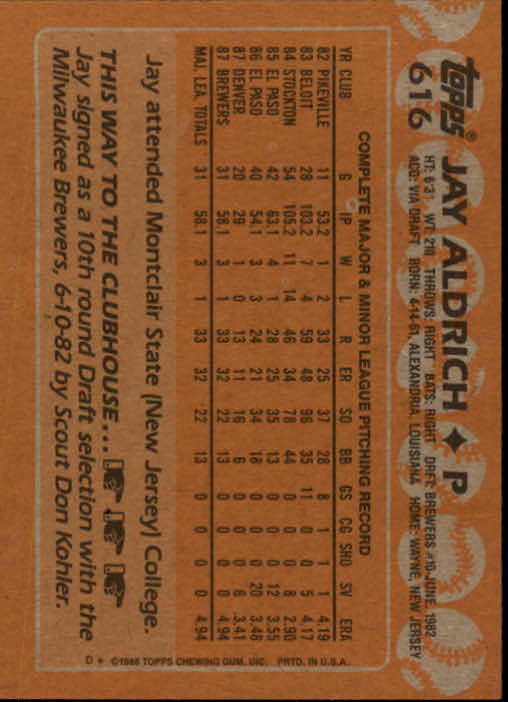 Topps®
616
JAY ALDRICH ♦ P
HT: 6'3" WT: 210 THROWS: RIGHT BATS: RIGHT DRFT: BREWERS #10-JUNE, 1982
ACQ: VIA DRAFT BORN: 4-14-61, ALEXANDRIA, LOUISIANA HOME: WAYNE, NEW JERSEY
COMPLETE MAJOR & MINOR LEAGUE PITCHING RECORD
YR CLUB G IP W L R ER SO BB GS CG SHO SV ERA
82 PIKEVILLE 11 53.2 1 2 33 25 37 28 8 1 1 1 4.19
83 BELOIT 28 103.2 7 4 59 48 96 35 11 1 1 5 4.17
84 STOCKTON 54 105.2 11 14 46 34 78 44 0 0 0 8 2.90
85 EL PASO 42 63.1 4 1 28 25 35 13 0 0 0 12 3.55
86 EL PASO 40 54.1 3 3 24 21 34 18 0 0 0 20 3.48
87 DENVER 20 29 1 0 13 11 16 6 0 0 0 6 3.41
87 BREWERS 31 58.1 3 1 33 32 22 13 0 0 0 0 4.94
MAJ. LEA. TOTALS 31 58.1 3 1 33 32 22 13 0 0 0 0 4.94
Jay attended Montclair State (New Jersey) College.
THIS WAY TO THE CLUBHOUSE...
Jay signed as a 10th round Draft selection with the
Milwaukee Brewers, 6-10-82 by Scout Don Kohler.
D* ©1988 TOPPS CHEWING GUM, INC. PRTD. IN U.S.A.